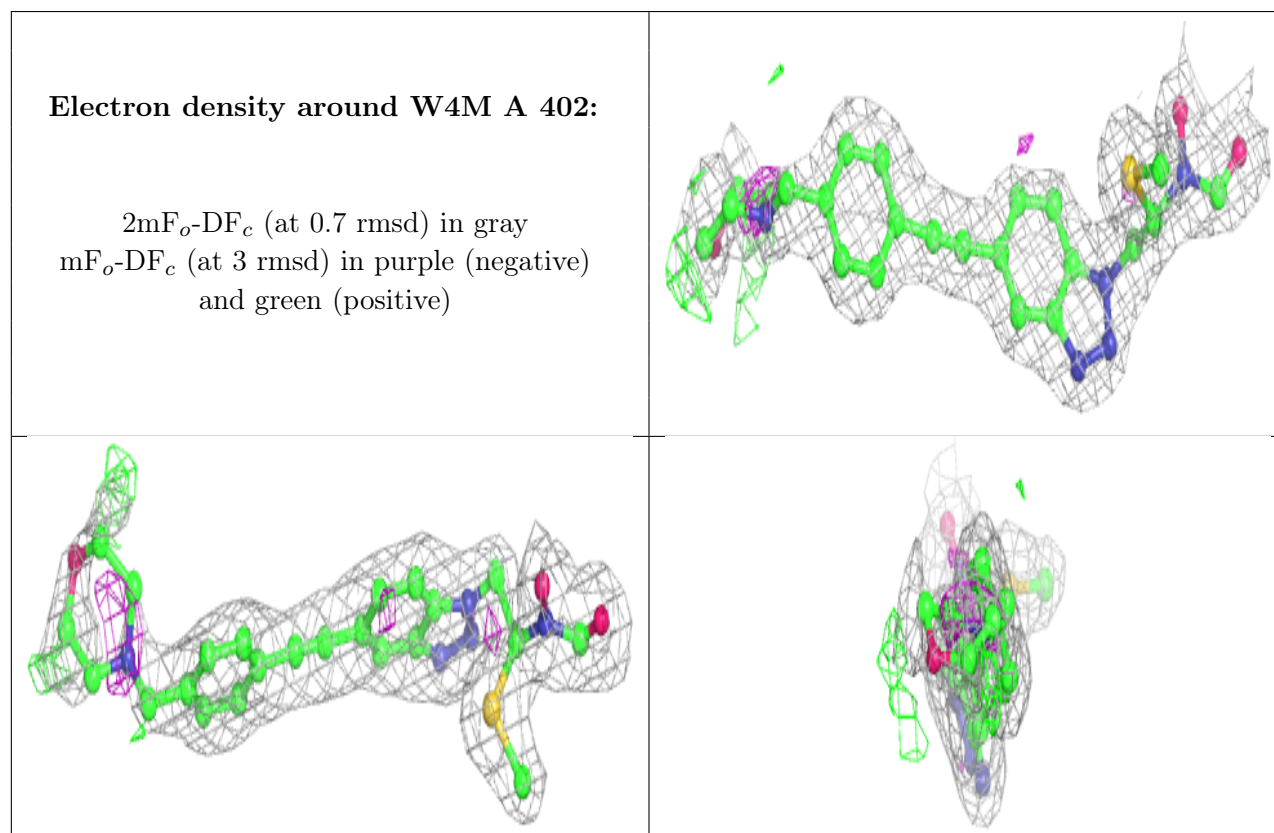 Electron density around W4M A 402:
2mFo-DFc (at 0.7 rmsd) in gray
mFo-DFc (at 3 rmsd) in purple (negative)
and green (positive)